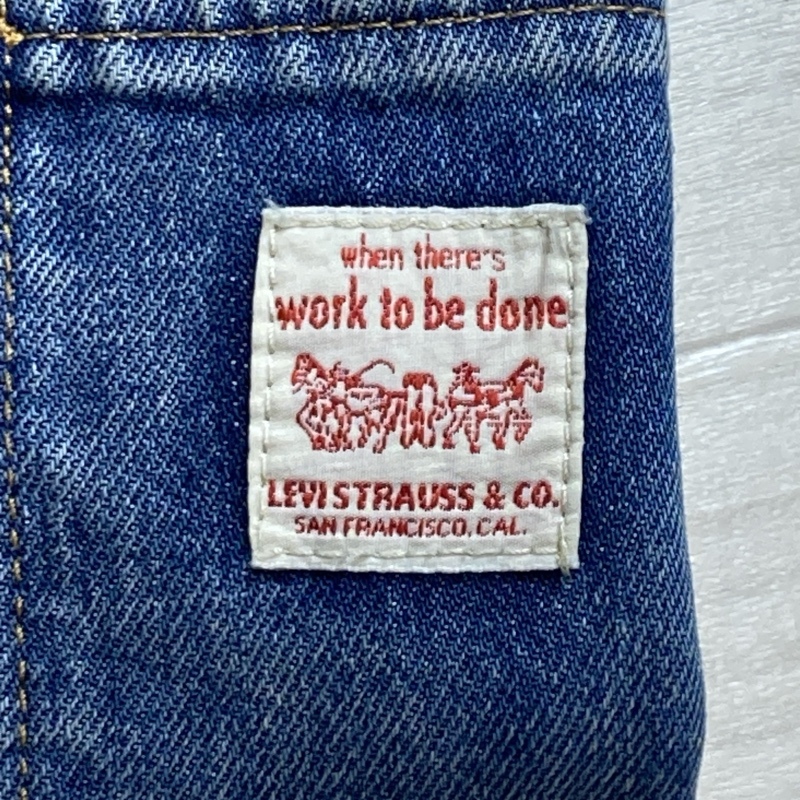 when there's
work to be done
LEVI STRAUSS & CO.
SAN FRANCISCO, CAL.